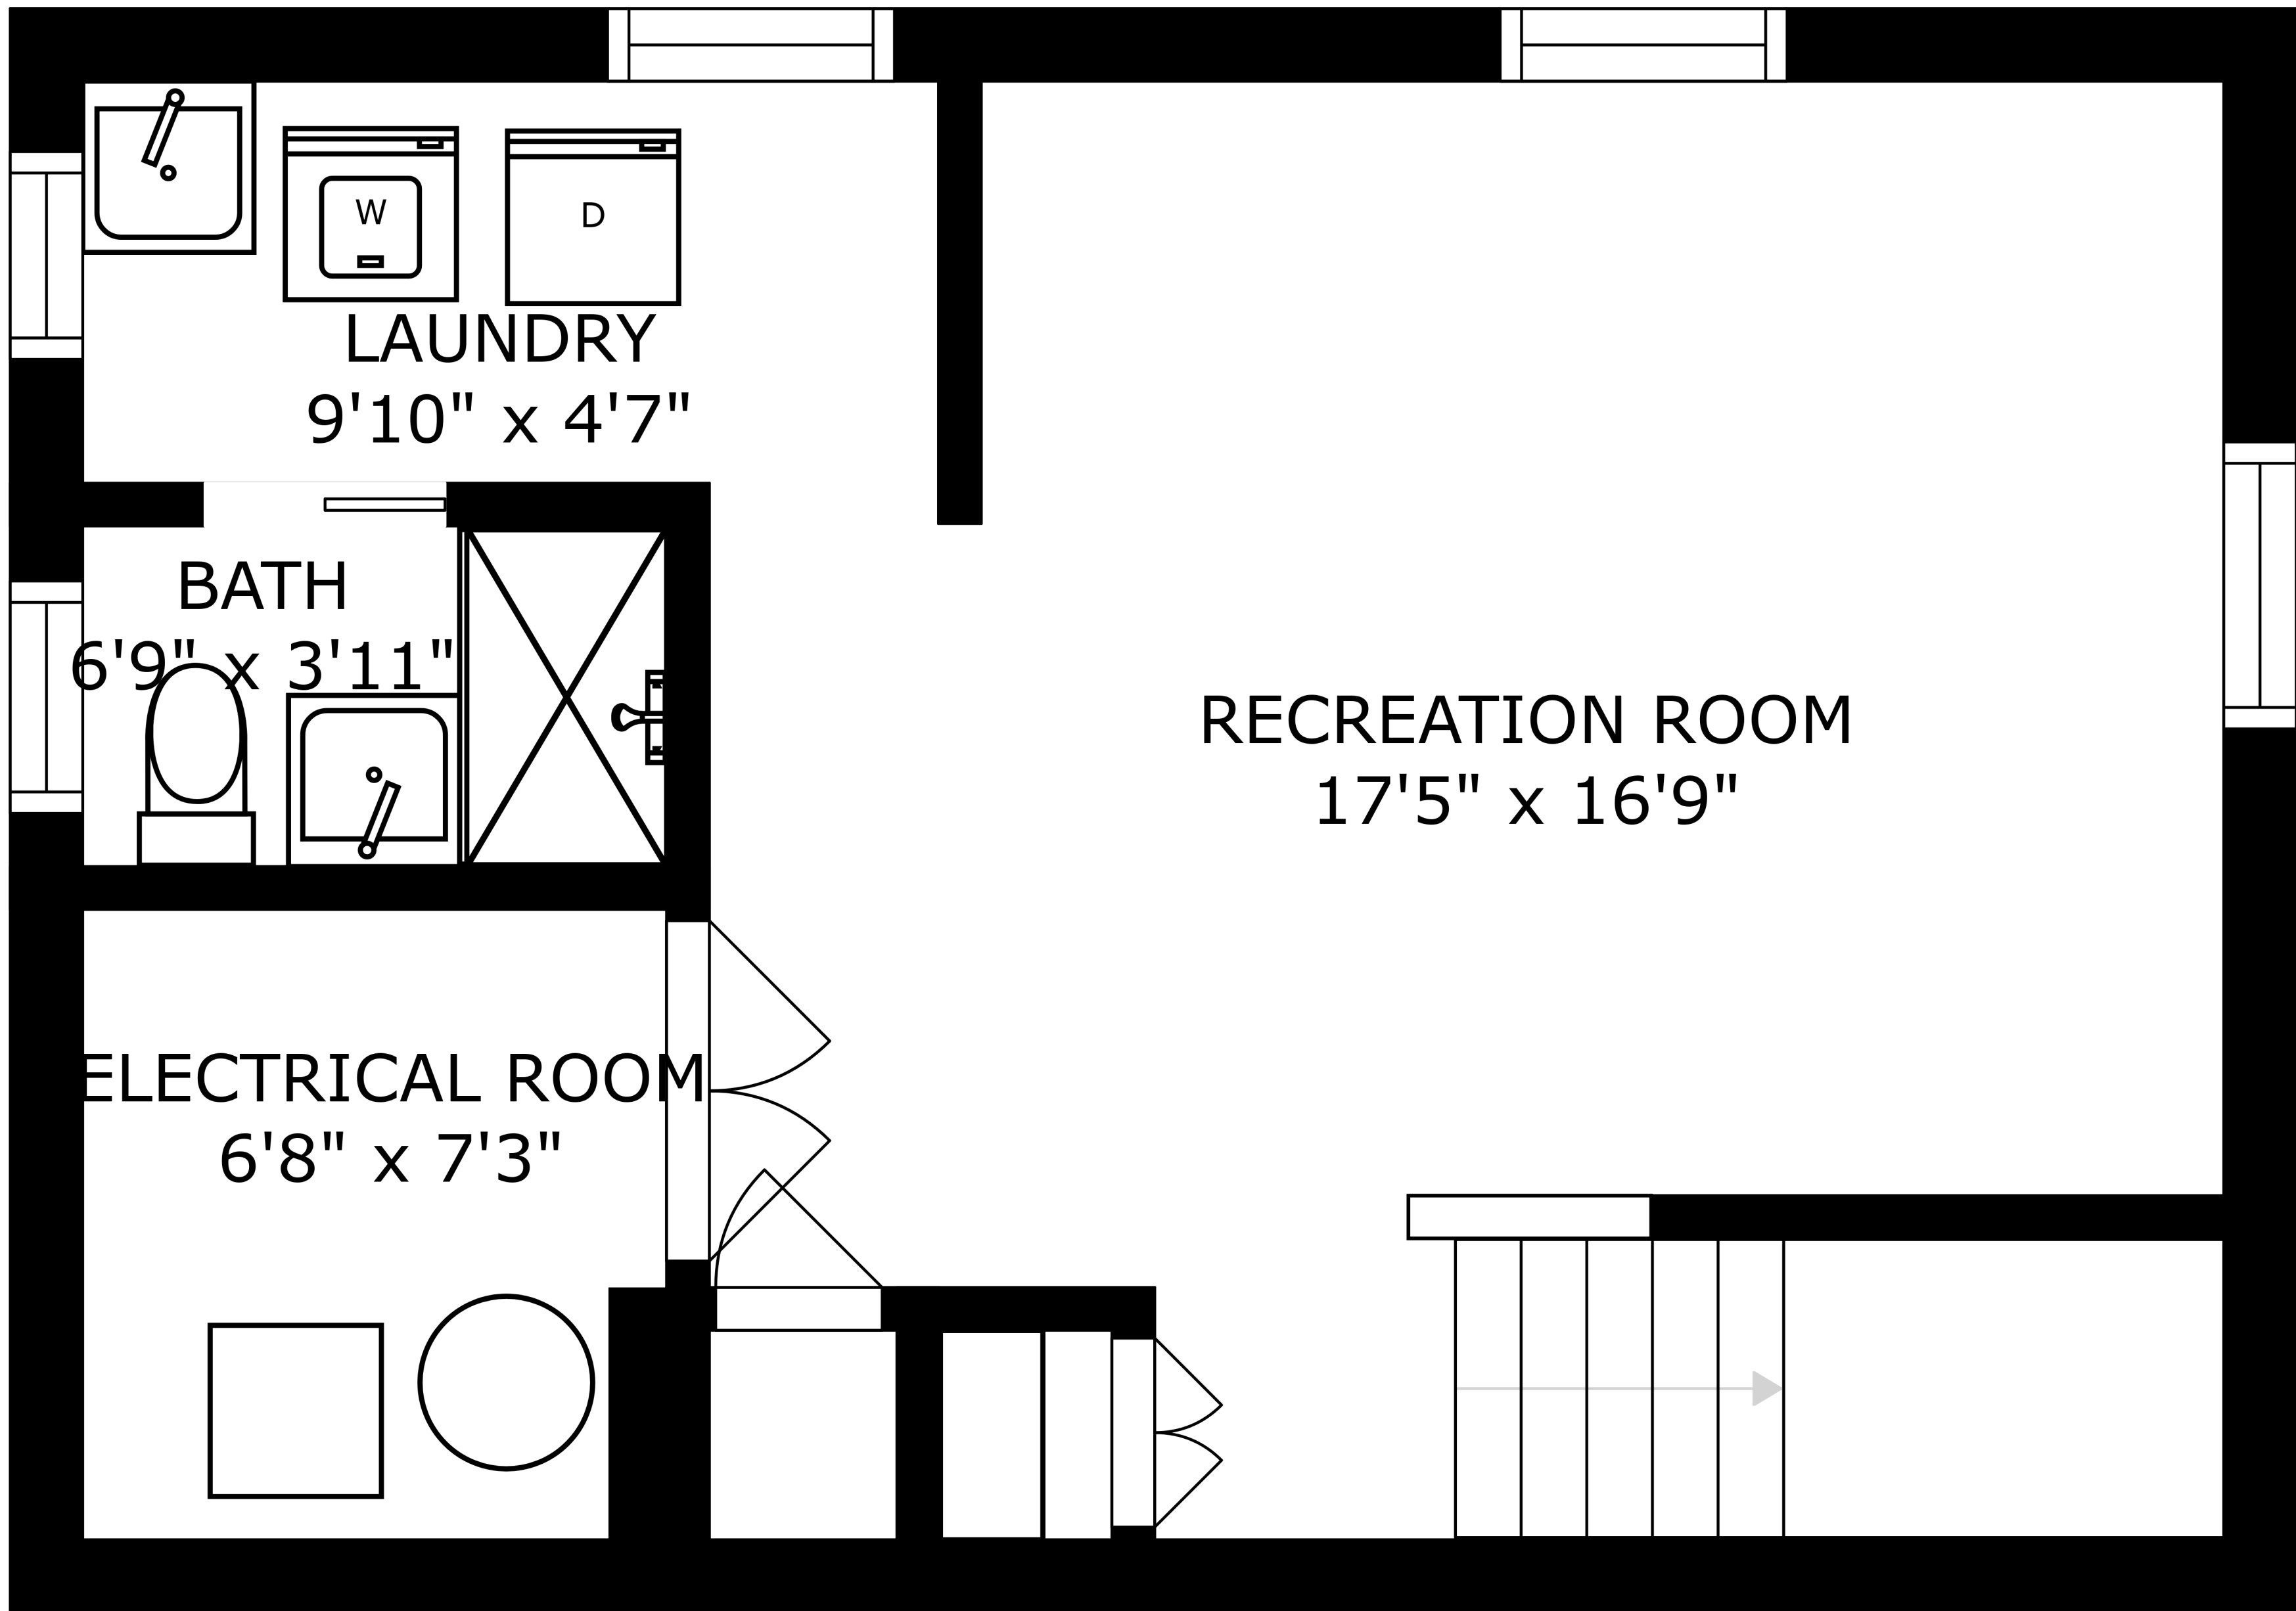 W
D
LAUNDRY
9'10" x 4'7"
BATH
6'9" x 3'11"
RECREATION ROOM
17'5" x 16'9"
ELECTRICAL ROOM
6'8" x 7'3"